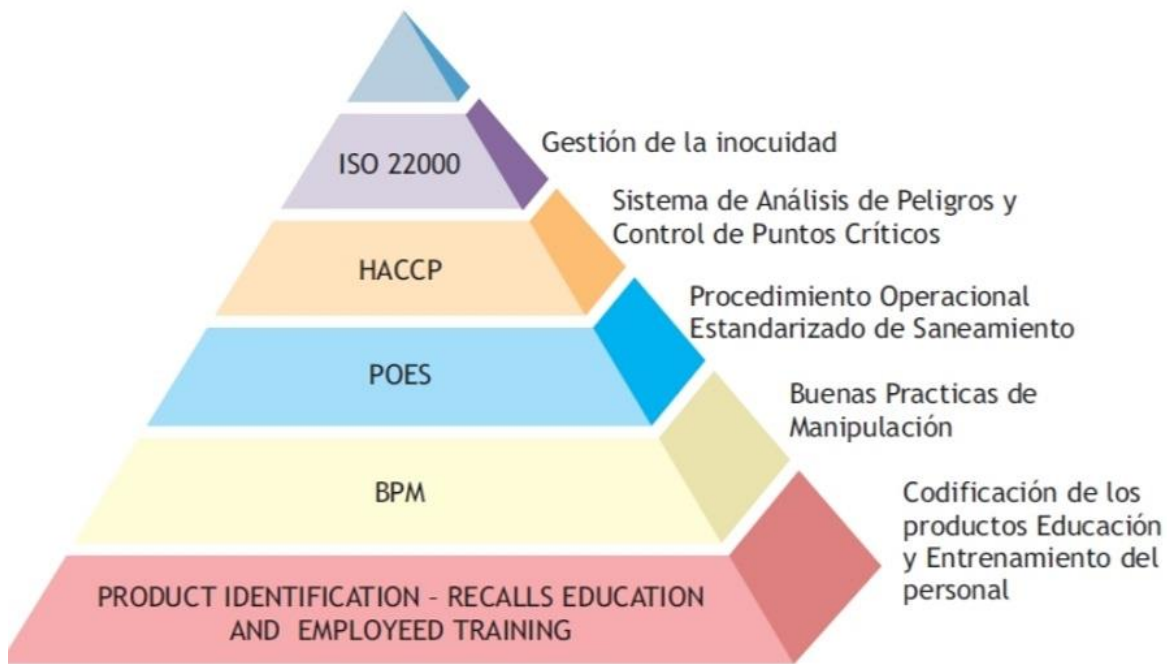 Gestión de la inocuidad
ISO 22000
Sistema de Análisis de Peligros y
Control de Puntos Críticos
HACCP
Procedimiento Operacional
Estandarizado de Saneamiento
POES
Buenas Practicas de
Manipulación
BPM
Codificación de los
productos Educación
y Entrenamiento del
personal
PRODUCT IDENTIFICATION - RECALLS EDUCATION
AND EMPLOYEED TRAINING